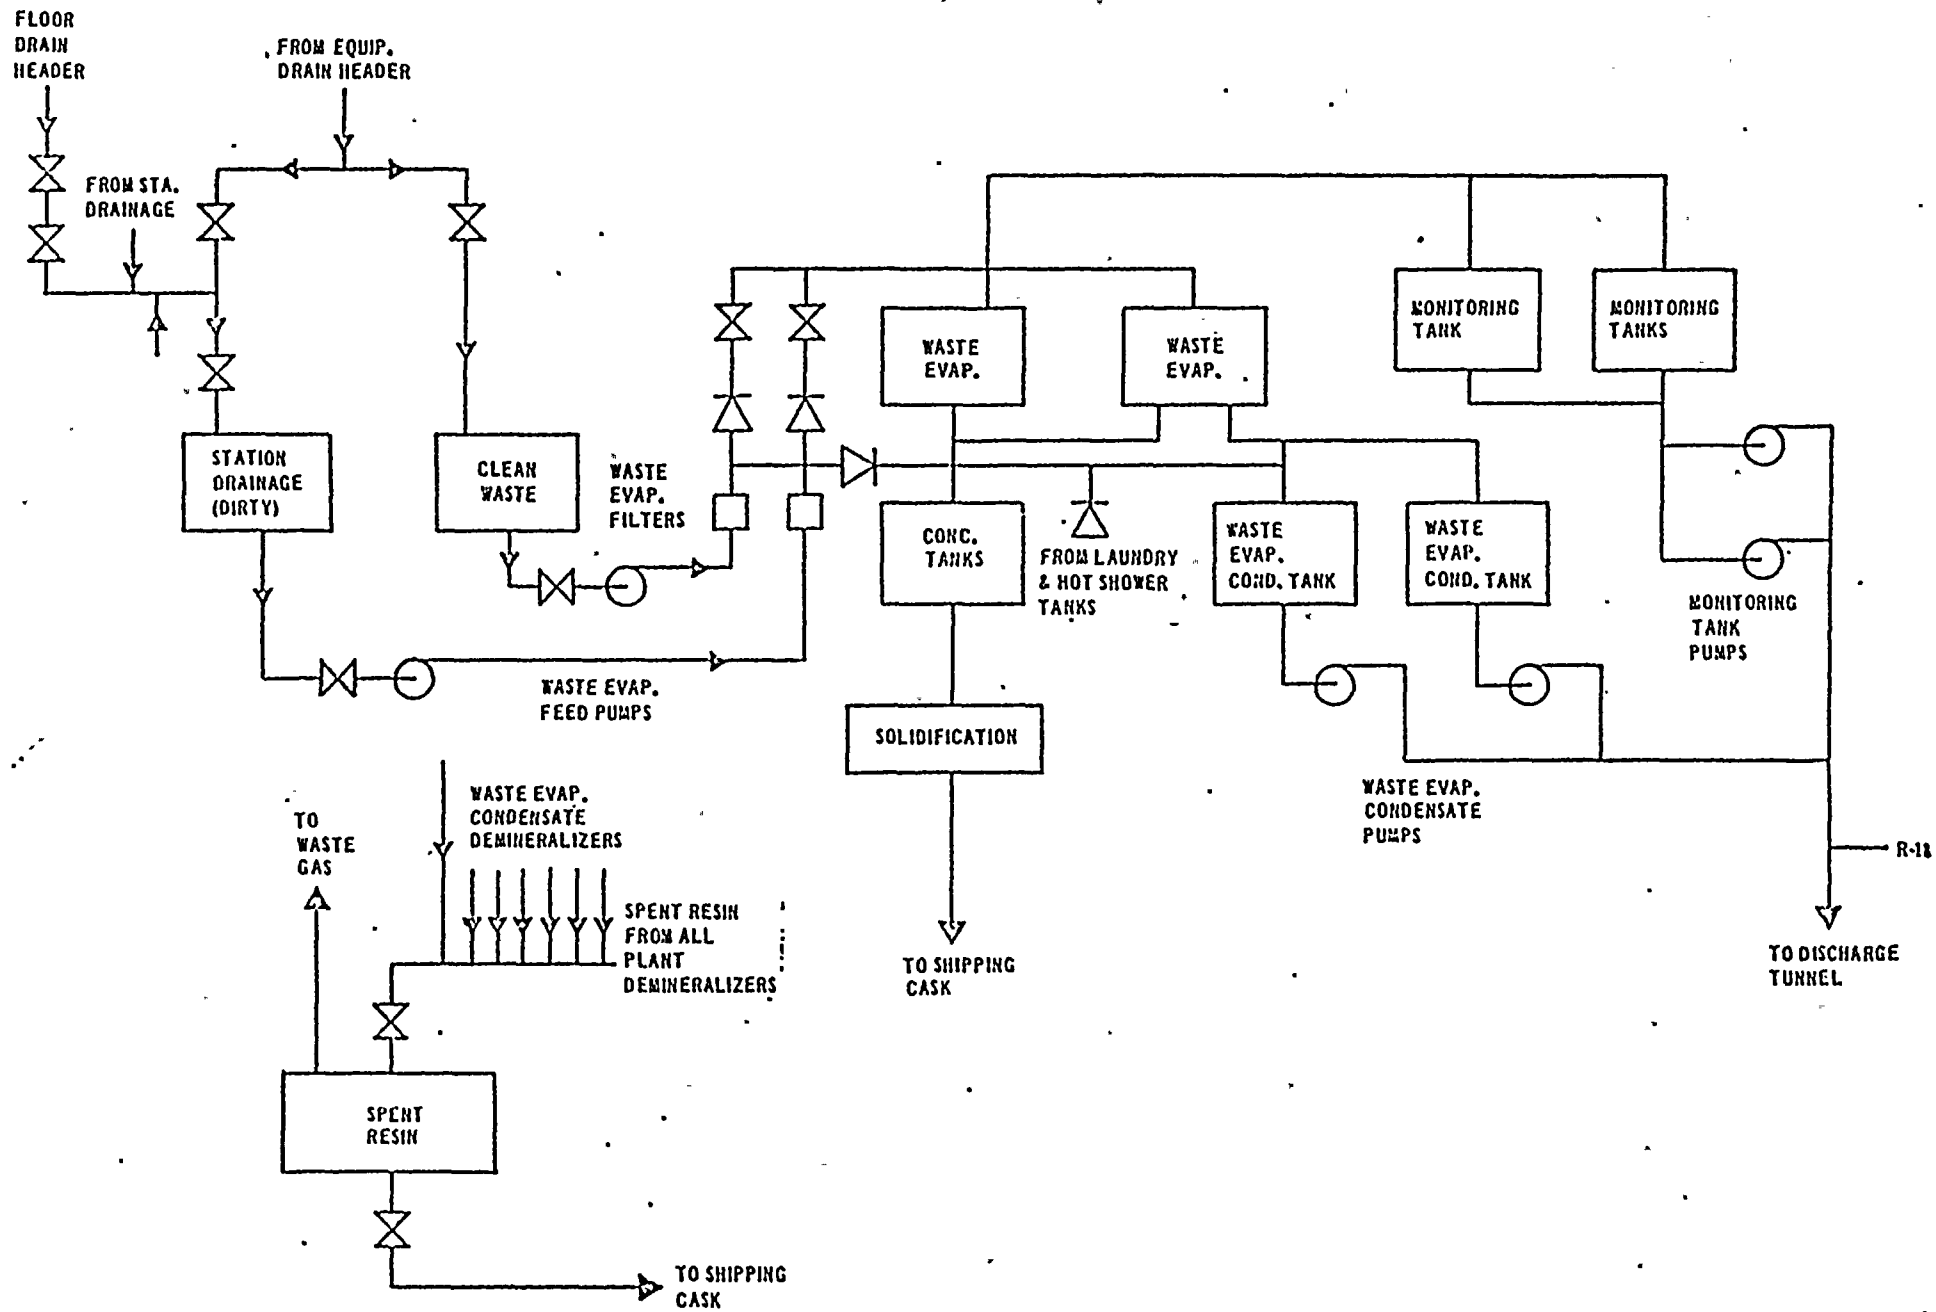 FLOOR
DRAIN
HEADER
FROM EQUIP.
DRAIN HEADER
FROM STA.
DRAINAGE
STATION
DRAINAGE
(DIRTY)
CLEAN
WASTE
WASTE
EVAP.
FILTERS
WASTE EVAP.
FEED PUMPS
WASTE
EVAP.
WASTE
EVAP.
MONITORING
TANK
MONITORING
TANKS
CONC.
TANKS
FROM LAUNDRY
& HOT SHOWER
TANKS
WASTE
EVAP.
COND. TANK
WASTE
EVAP.
COND. TANK
MONITORING
TANK
PUMPS
SOLIDIFICATION
WASTE EVAP.
CONDENSATE
PUMPS
R-18
TO DISCHARGE
TUNNEL
TO SHIPPING
CASK
TO
WASTE
GAS
WASTE EVAP.
CONDENSATE
DEMINERALIZERS
SPENT RESIN
FROM ALL
PLANT
DEMINERALIZERS
SPENT
RESIN
TO SHIPPING
CASK